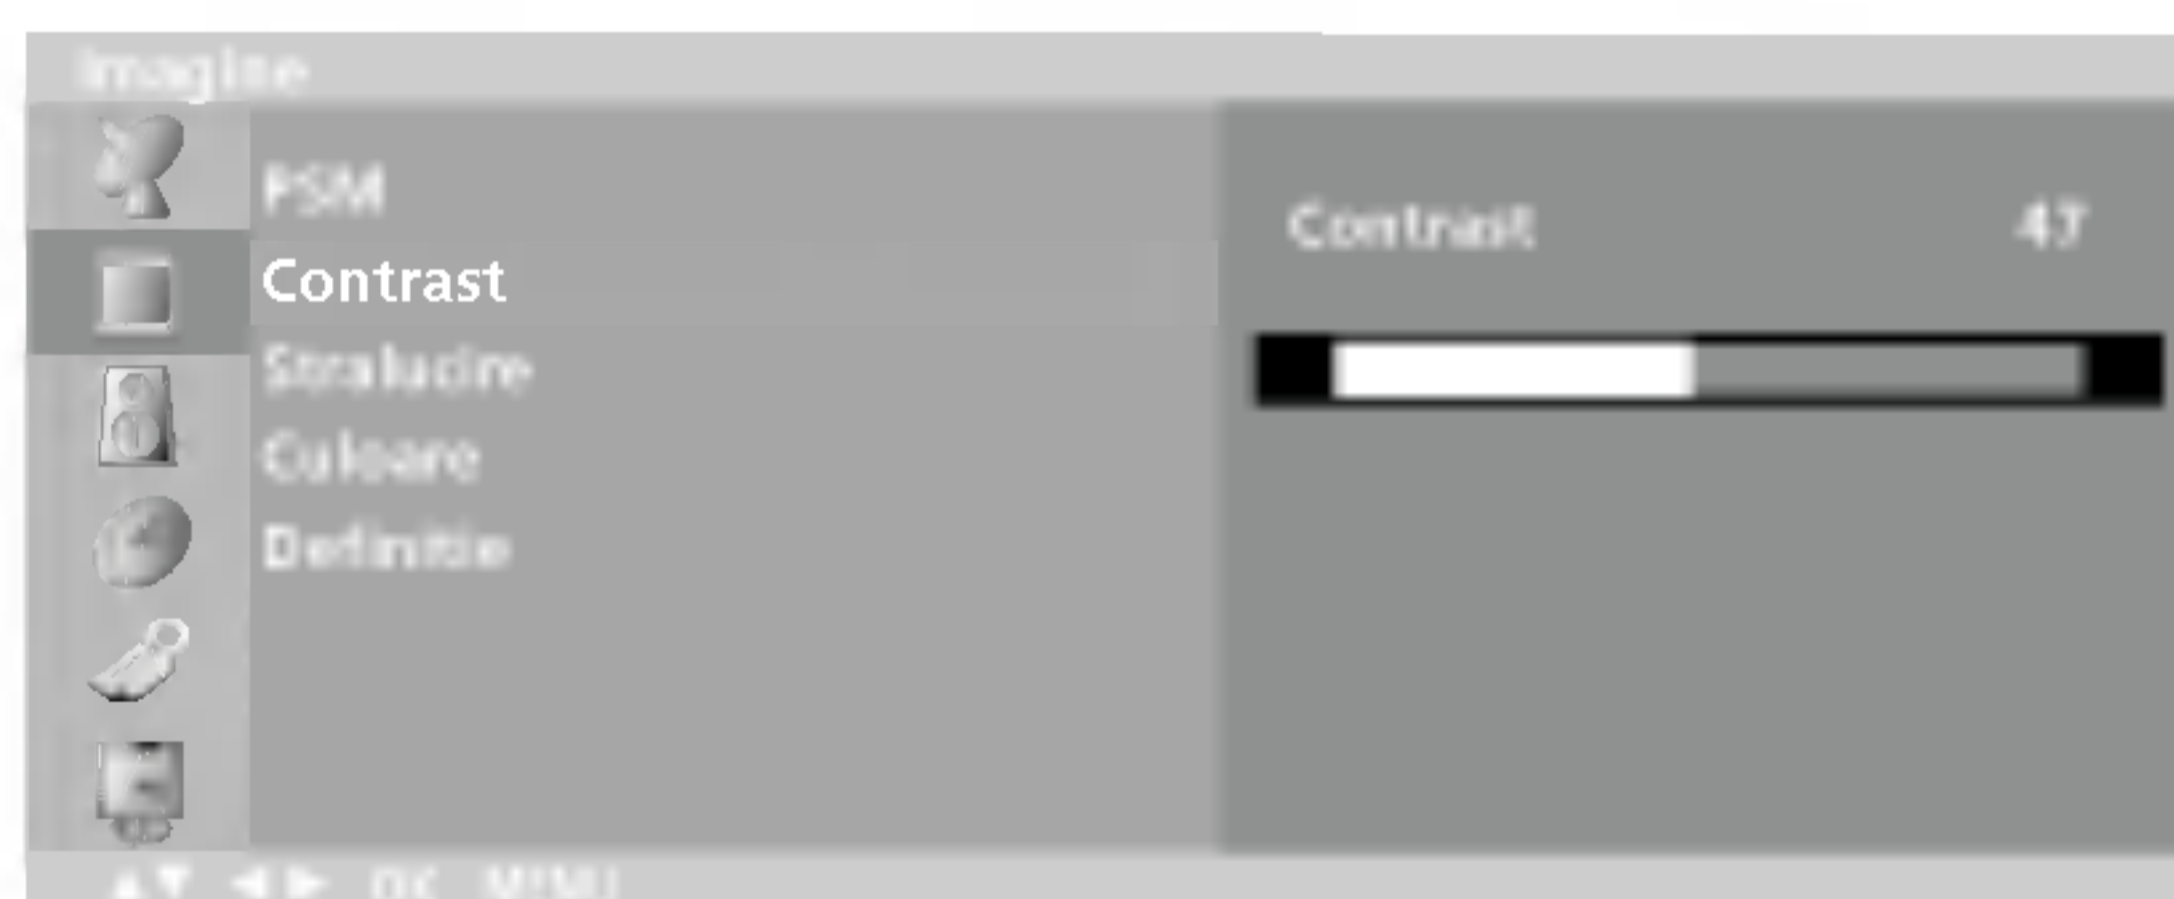 Imagine
PSM
Contrast
Stralucire
Culoare
Definitie
Contrast 47
▲▼ ◀▶ OK MENU